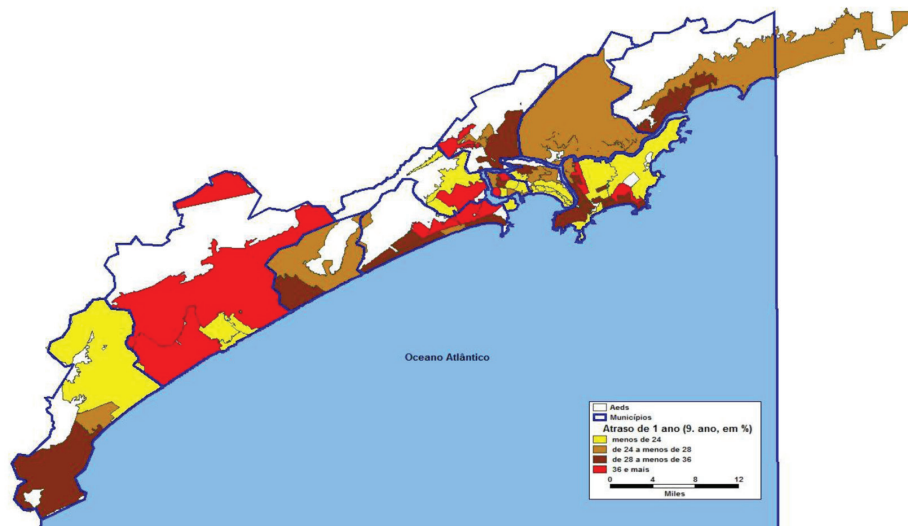 Oceano Atlântico
Aeds
Municípios
Atraso de 1 ano (9. ano, em %)
menos de 24
de 24 a menos de 28
de 28 a menos de 36
36 e mais
0 4 8 12
Miles